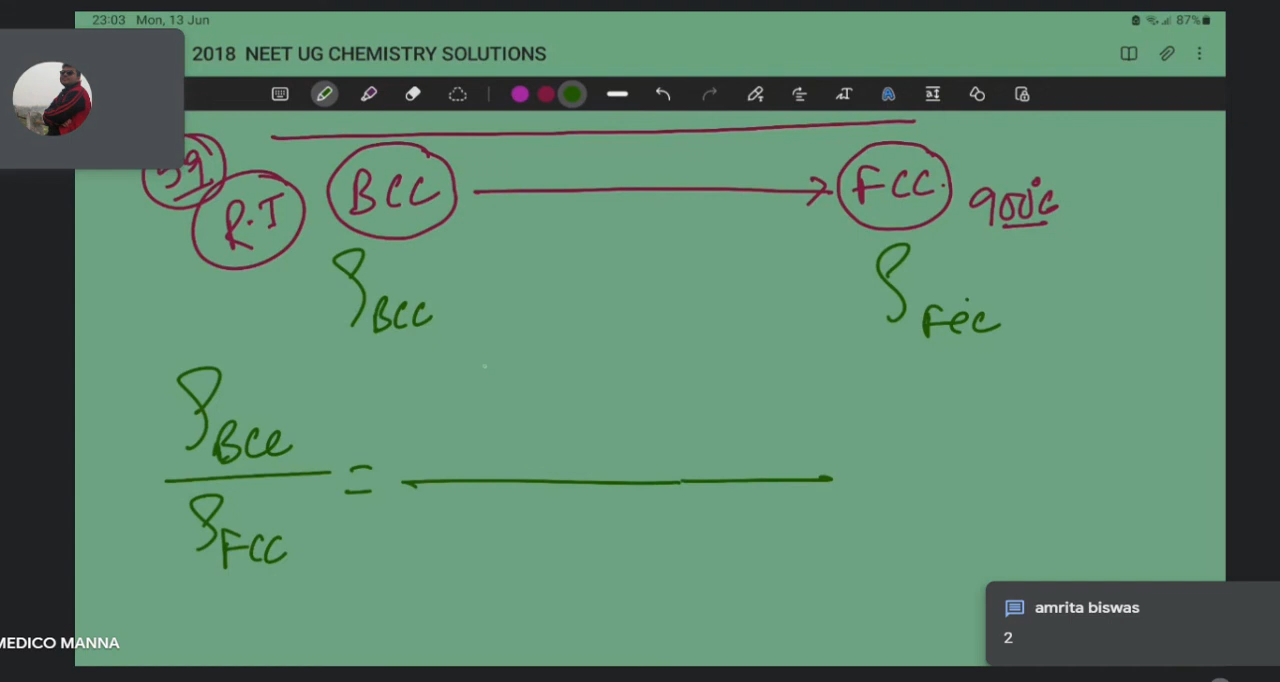 23:03 Mon, 13 Jun 87%
2018 NEET UG CHEMISTRY SOLUTIONS
59
R.T BCC FCC 900°C
ρBCC ρFCC
ρBCC
=
ρFCC
amrita biswas
2
MEDICO MANNA